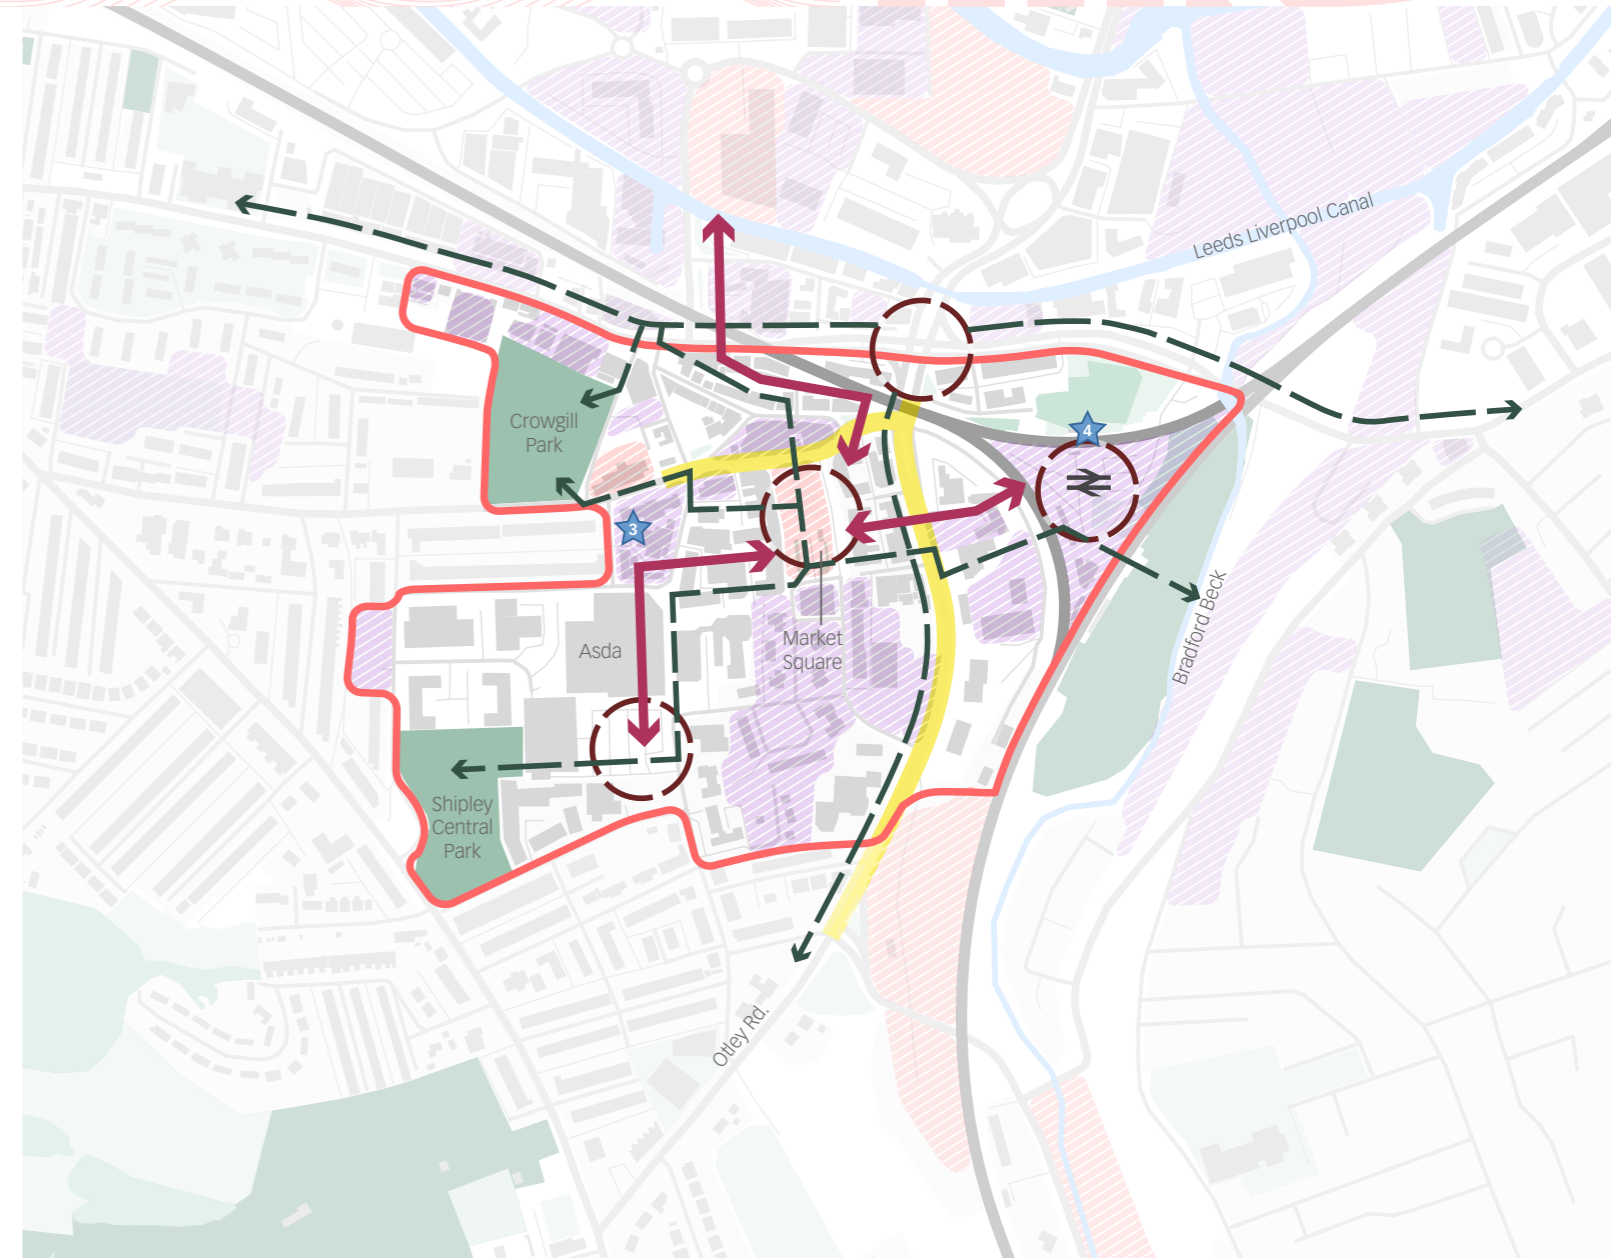 Leeds Liverpool Canal
Crowgill
Park
4
3
Bradford Beck
Market
Square
Asda
Shipley
Central
Park
Otley Rd.